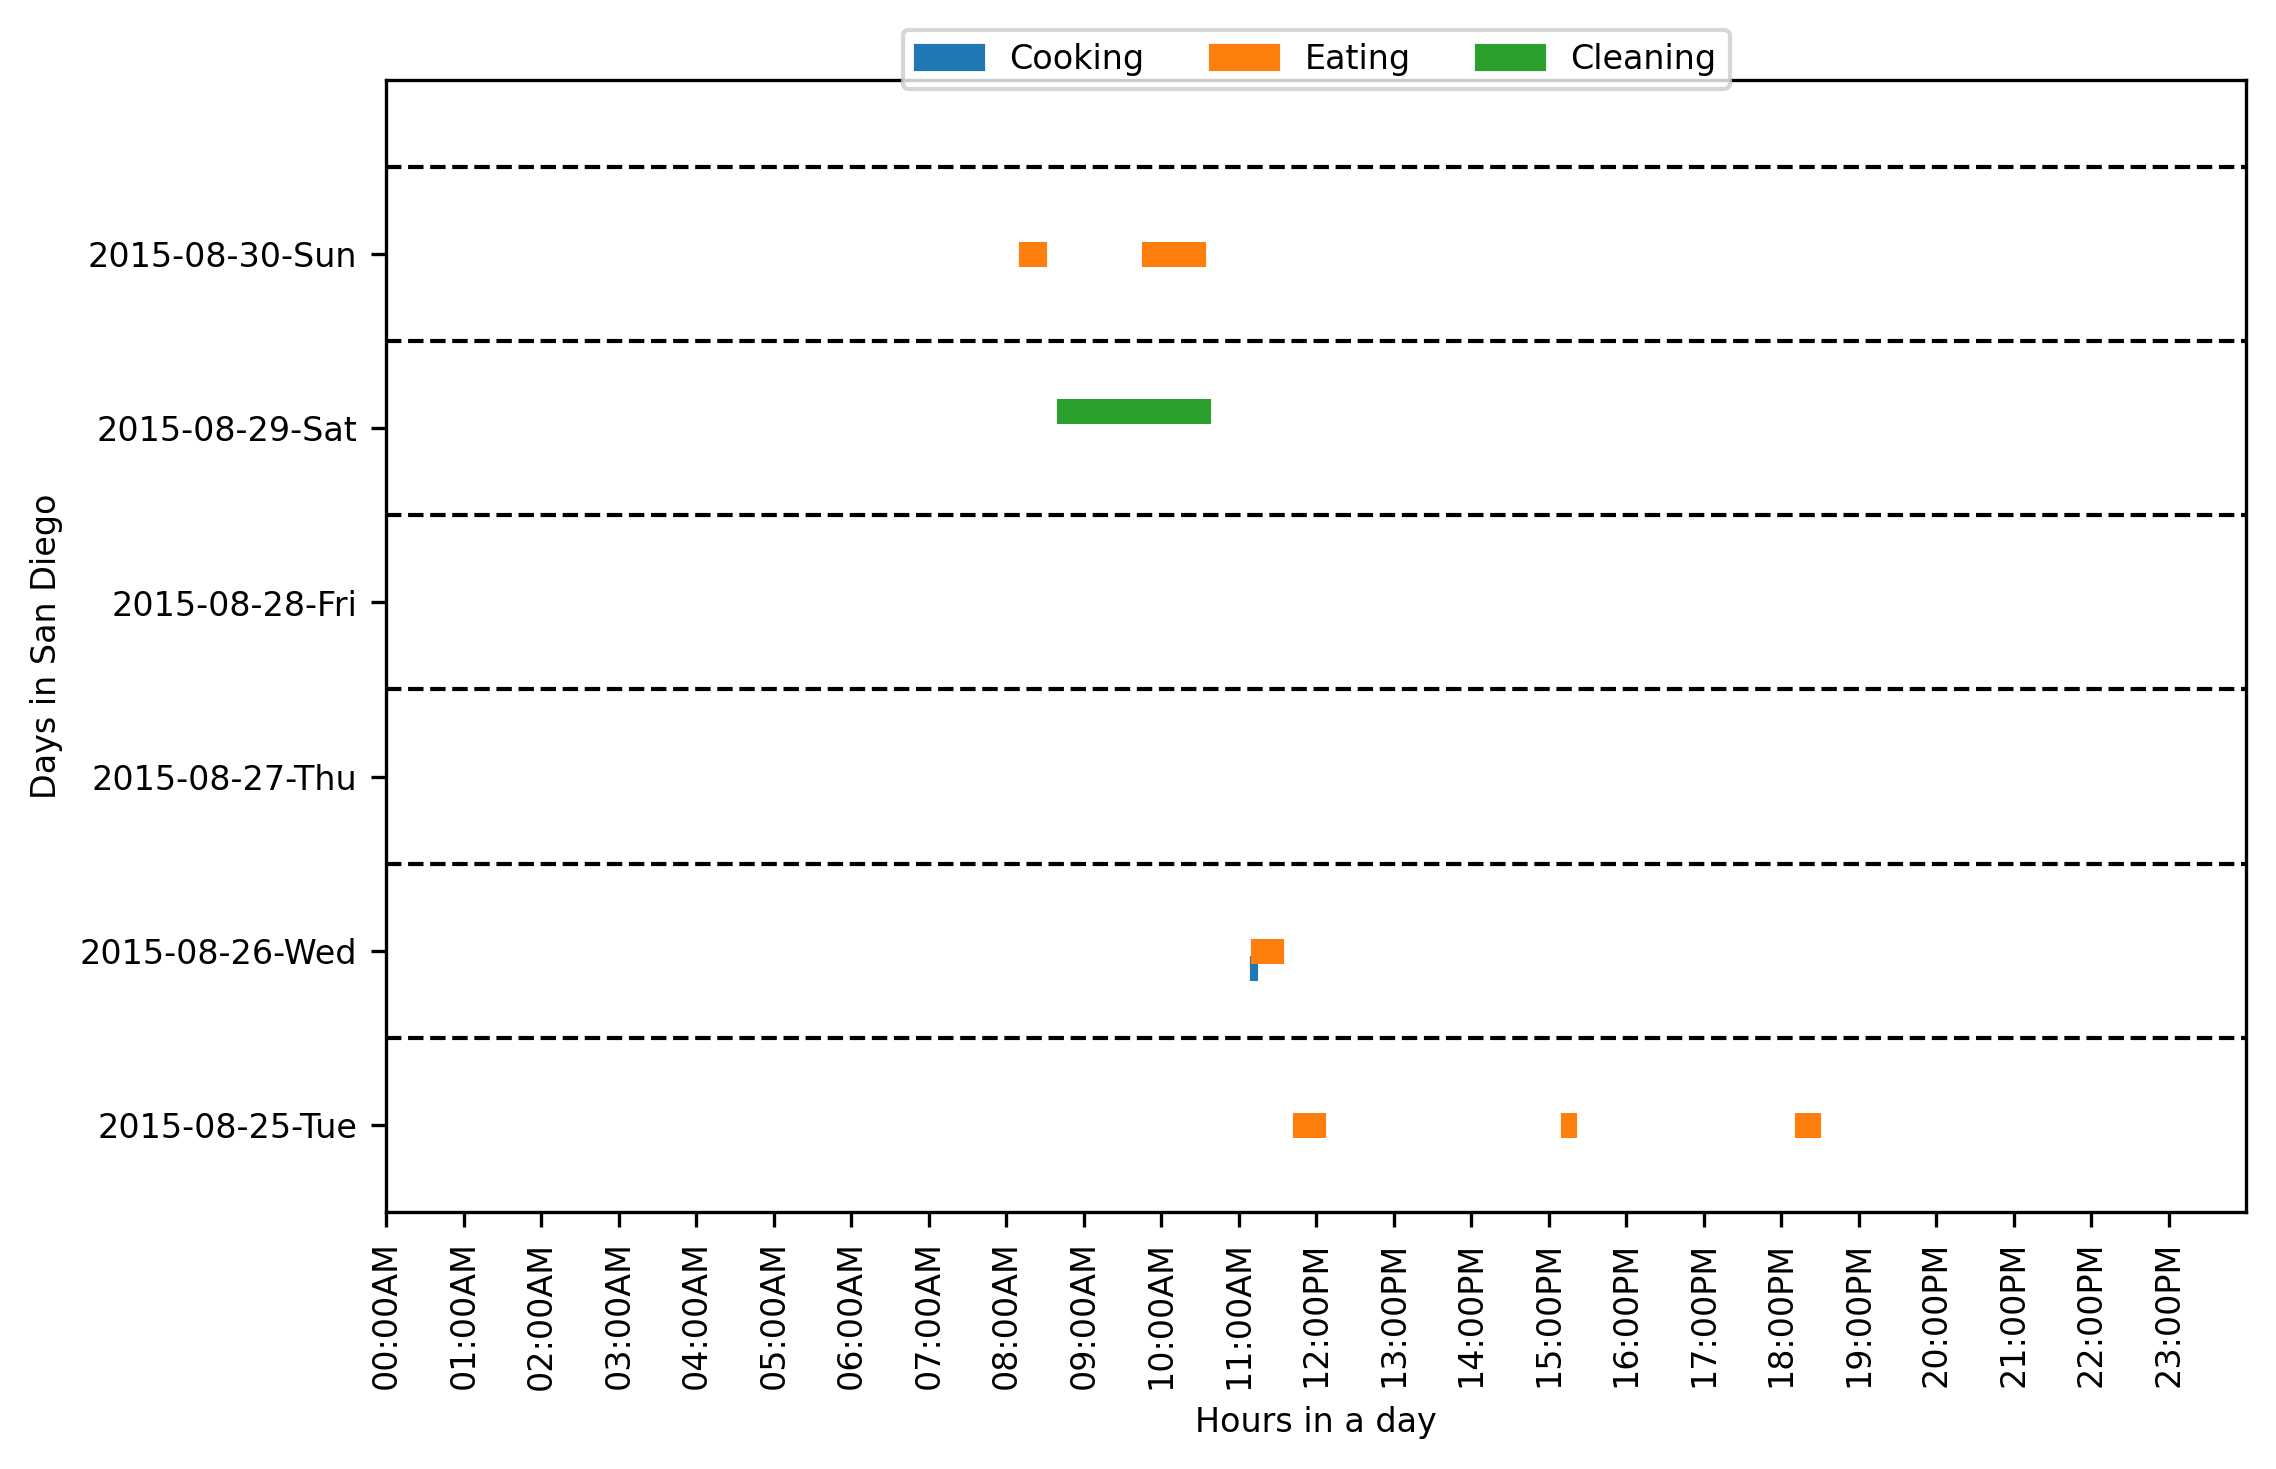 Cooking Eating Cleaning
2015-08-30-Sun
2015-08-29-Sat
2015-08-28-Fri
2015-08-27-Thu
2015-08-26-Wed
2015-08-25-Tue
Days in San Diego
00:00AM
01:00AM
02:00AM
03:00AM
04:00AM
05:00AM
06:00AM
07:00AM
08:00AM
09:00AM
10:00AM
11:00AM
12:00PM
13:00PM
14:00PM
15:00PM
16:00PM
17:00PM
18:00PM
19:00PM
20:00PM
21:00PM
22:00PM
23:00PM
Hours in a day